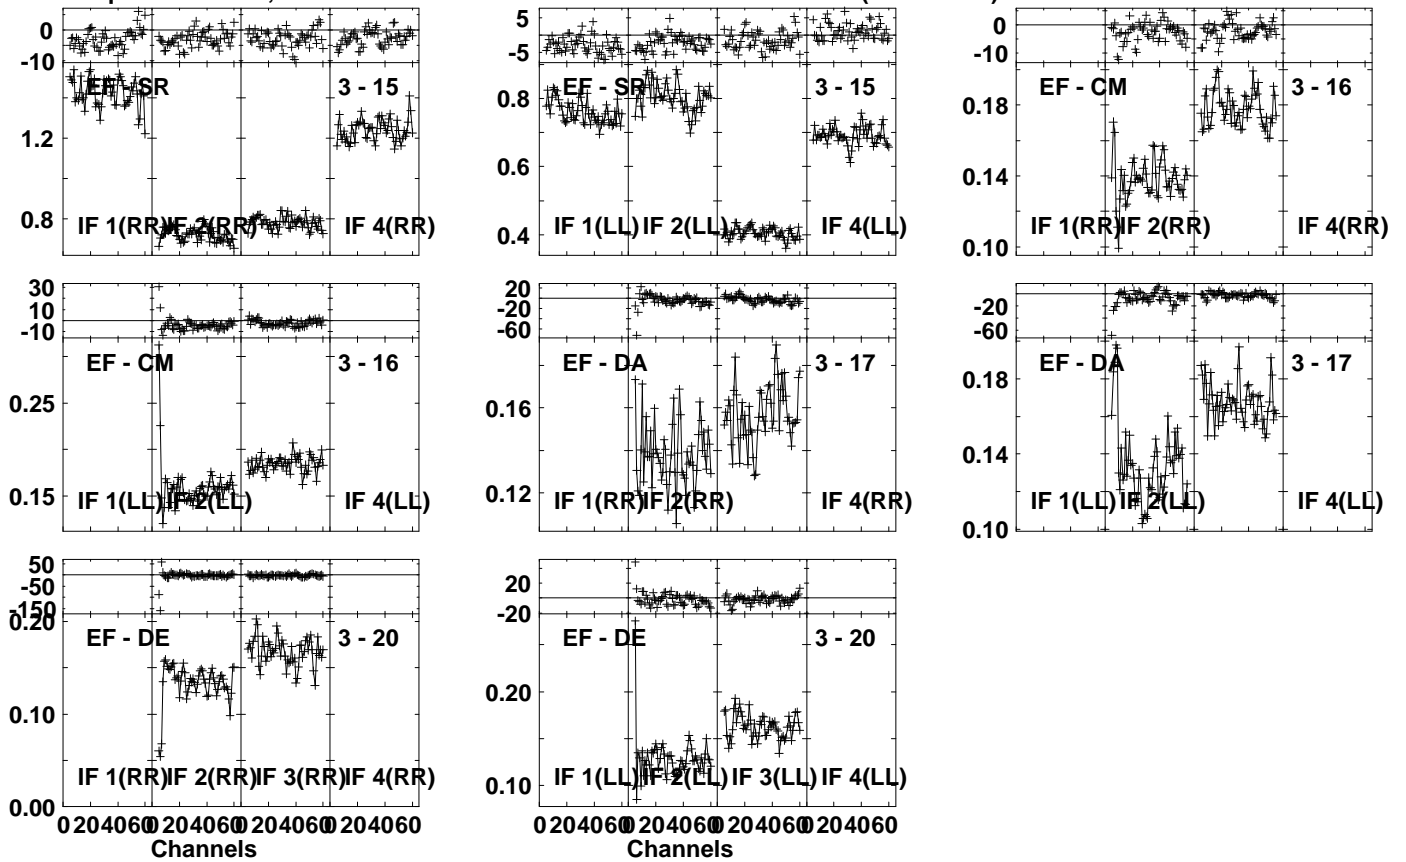 0
-10
EF - SR 3 - 15
1.2
0.8
IF 1(RR) IF 2(RR) IF 4(RR)
5
-5
EF - SR 3 - 15
0.8
0.6
0.4
IF 1(LL) IF 2(LL) IF 4(LL)
0
-10
EF - CM 3 - 16
0.18
0.14
0.10
IF 1(RR) IF 2(RR) IF 4(RR)
30
10
-10
EF - CM 3 - 16
0.25
0.15
IF 1(LL) IF 2(LL) IF 4(LL)
20
-20
-60
EF - DA 3 - 17
0.16
0.12
IF 1(RR) IF 2(RR) IF 4(RR)
-20
-60
EF - DA 3 - 17
0.18
0.14
0.10
IF 1(LL) IF 2(LL) IF 4(LL)
50
-50
-150
0.20
EF - DE 3 - 20
0.10
0.00
IF 1(RR) IF 2(RR) IF 3(RR) IF 4(RR)
0 20 40 60 0 20 40 60 0 20 40 60 0 20 40 60
Channels
20
-20
EF - DE 3 - 20
0.20
0.10
IF 1(LL) IF 2(LL) IF 3(LL) IF 4(LL)
0 20 40 60 0 20 40 60 0 20 40 60 0 20 40 60
Channels